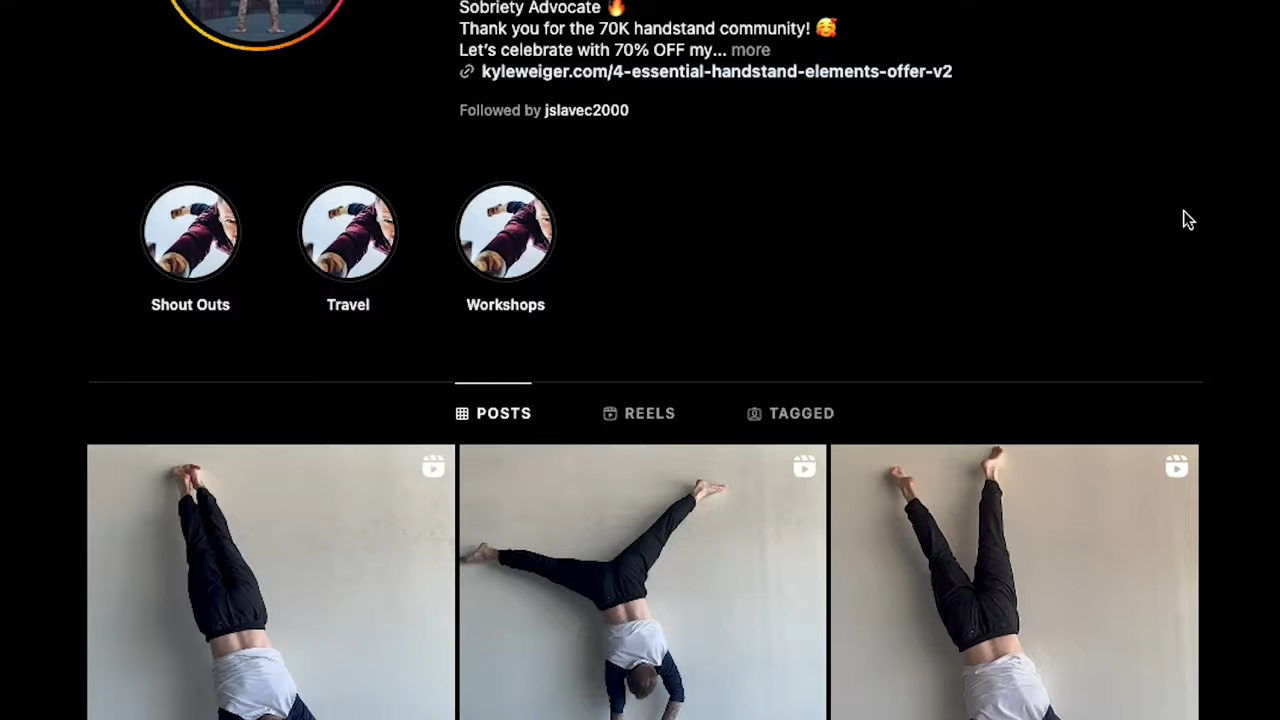 Sobriety Advocate 🔥
Thank you for the 70K handstand community! 🥰
Let's celebrate with 70% OFF my... more
kyleweiger.com/4-essential-handstand-elements-offer-v2
Followed by jslavec2000
Shout Outs
Travel
Workshops
POSTS
REELS
TAGGED